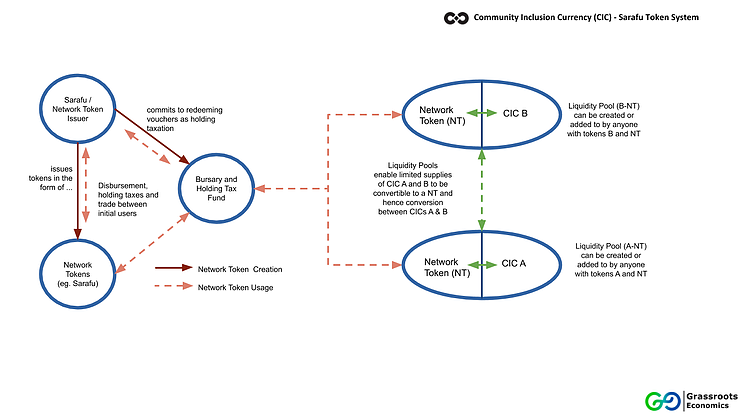 Community Inclusion Currency (CIC) - Sarafu Token System
Sarafu /
Network Token
Issuer
commits to redeeming
vouchers as holding
taxation
issues
tokens in the
form of ...
Disbursement,
holding taxes and
trade between
initial users
Bursary and
Holding Tax
Fund
Network
Tokens
(eg. Sarafu)
Network Token Creation
Network Token Usage
Network
Token (NT)
CIC B
Liquidity Pool (B-NT)
can be created or
added to by anyone
with tokens B and NT
Liquidity Pools
enable limited supplies
of CIC A and B to be
convertible to a NT and
hence conversion
between CICs A & B
Network
Token (NT)
CIC A
Liquidity Pool (A-NT)
can be created or
added to by anyone
with tokens A and NT
Grassroots
Economics